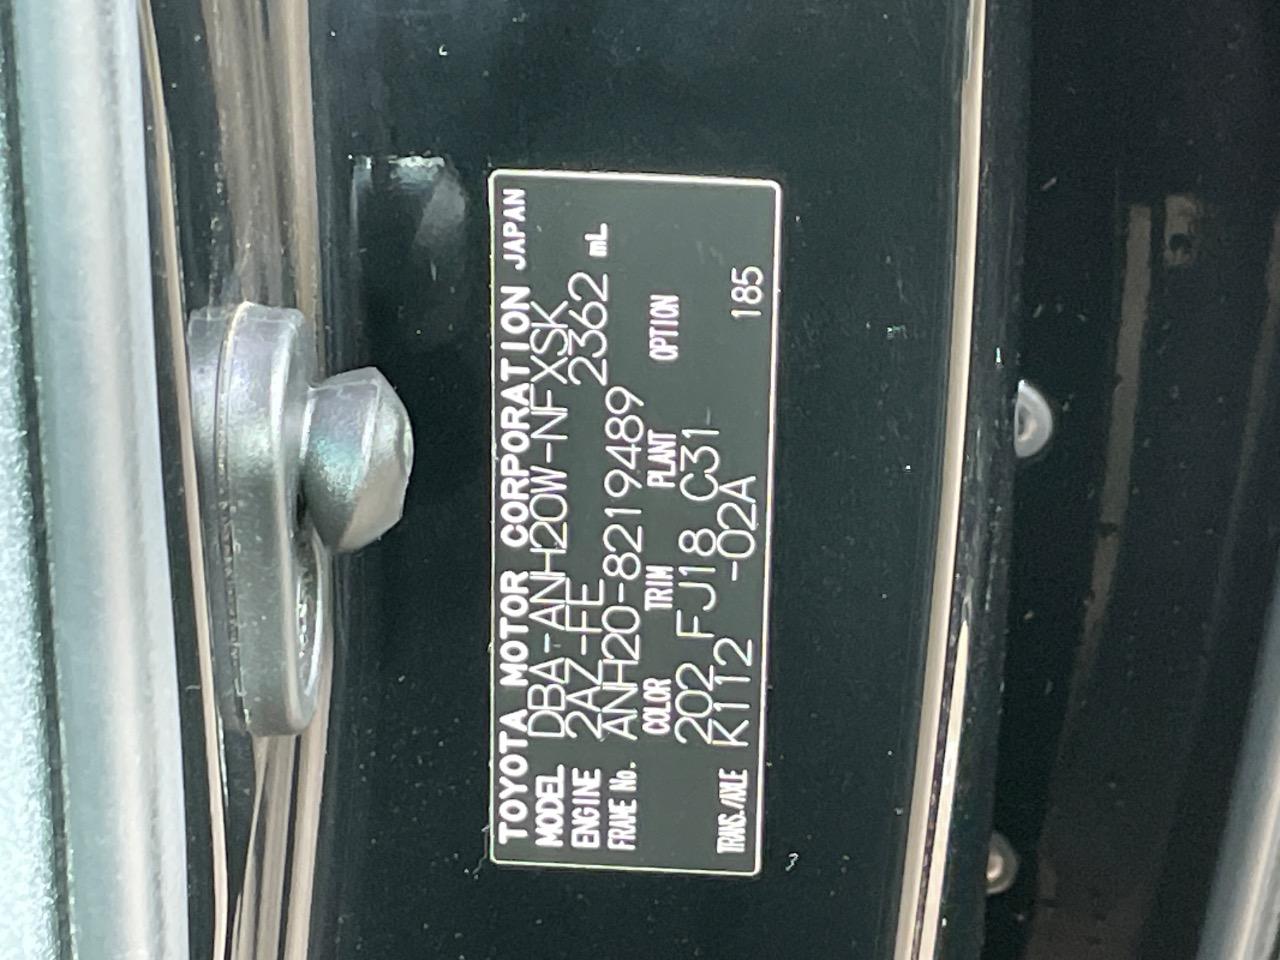 TOYOTA MOTOR CORPORATION JAPAN
MODEL DBA-ANH20W-NFXSK
ENGINE 2AZ-FE 2362 mL
FRAME No. ANH20-8219489
COLOR TRIM PLANT OPTION
202 FJ18 C31
TRANS./AXLE K112 -02A 185